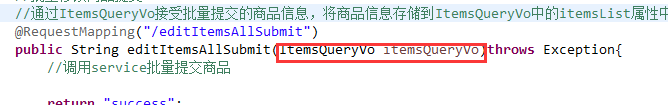 //通过ItemsQueryVo接受批量提交的商品信息，将商品信息存储到ItemsQueryVo中的itemsList属性中
@RequestMapping("/editItemsAllSubmit")
public String editItemsAllSubmit(ItemsQueryVo itemsQueryVo)throws Exception{
//调用service批量提交商品
return "success";